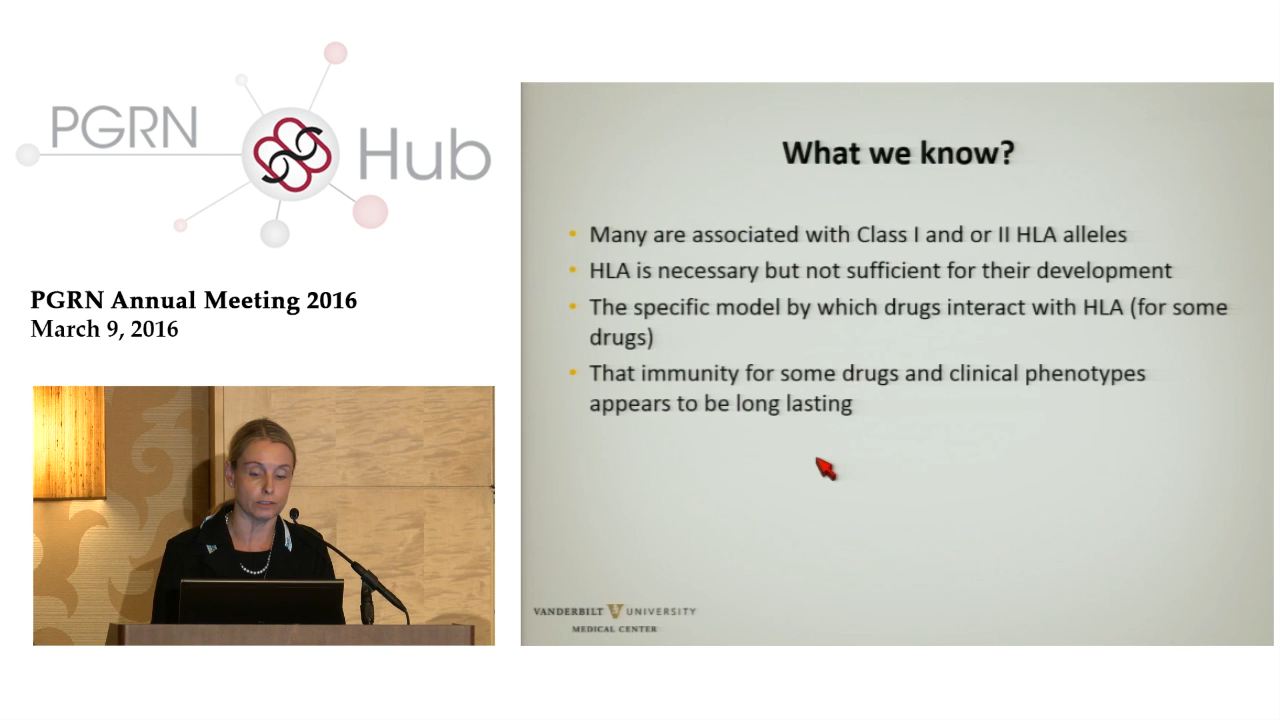 PGRN
Hub
PGRN Annual Meeting 2016
March 9, 2016
What we know?
• Many are associated with Class I and or II HLA alleles
• HLA is necessary but not sufficient for their development
• The specific model by which drugs interact with HLA (for some
drugs)
• That immunity for some drugs and clinical phenotypes
appears to be long lasting
VANDERBILT UNIVERSITY
MEDICAL CENTER